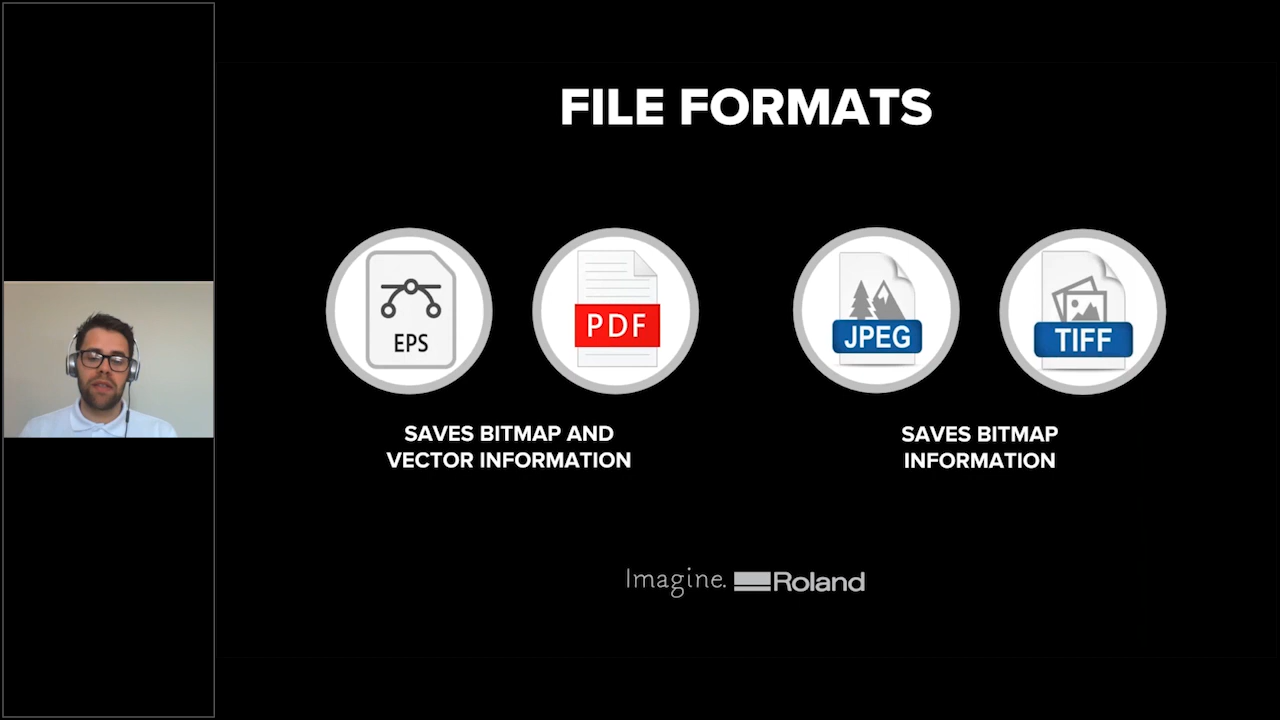 FILE FORMATS
EPS
PDF
JPEG
TIFF
SAVES BITMAP AND
VECTOR INFORMATION
SAVES BITMAP
INFORMATION
Imagine. Roland